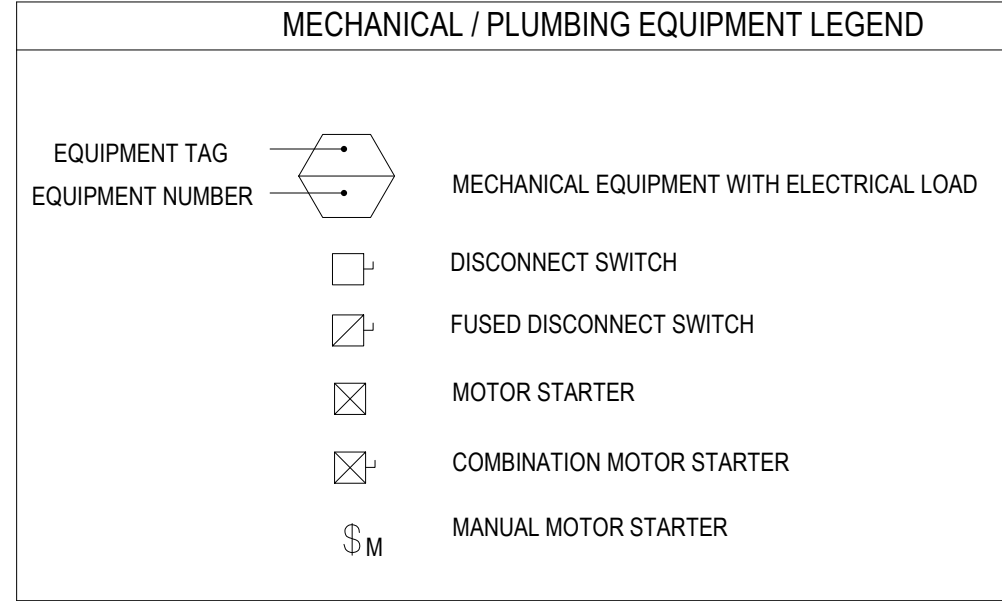 MECHANICAL / PLUMBING EQUIPMENT LEGEND
EQUIPMENT TAG
EQUIPMENT NUMBER
MECHANICAL EQUIPMENT WITH ELECTRICAL LOAD
DISCONNECT SWITCH
FUSED DISCONNECT SWITCH
MOTOR STARTER
COMBINATION MOTOR STARTER
$M MANUAL MOTOR STARTER